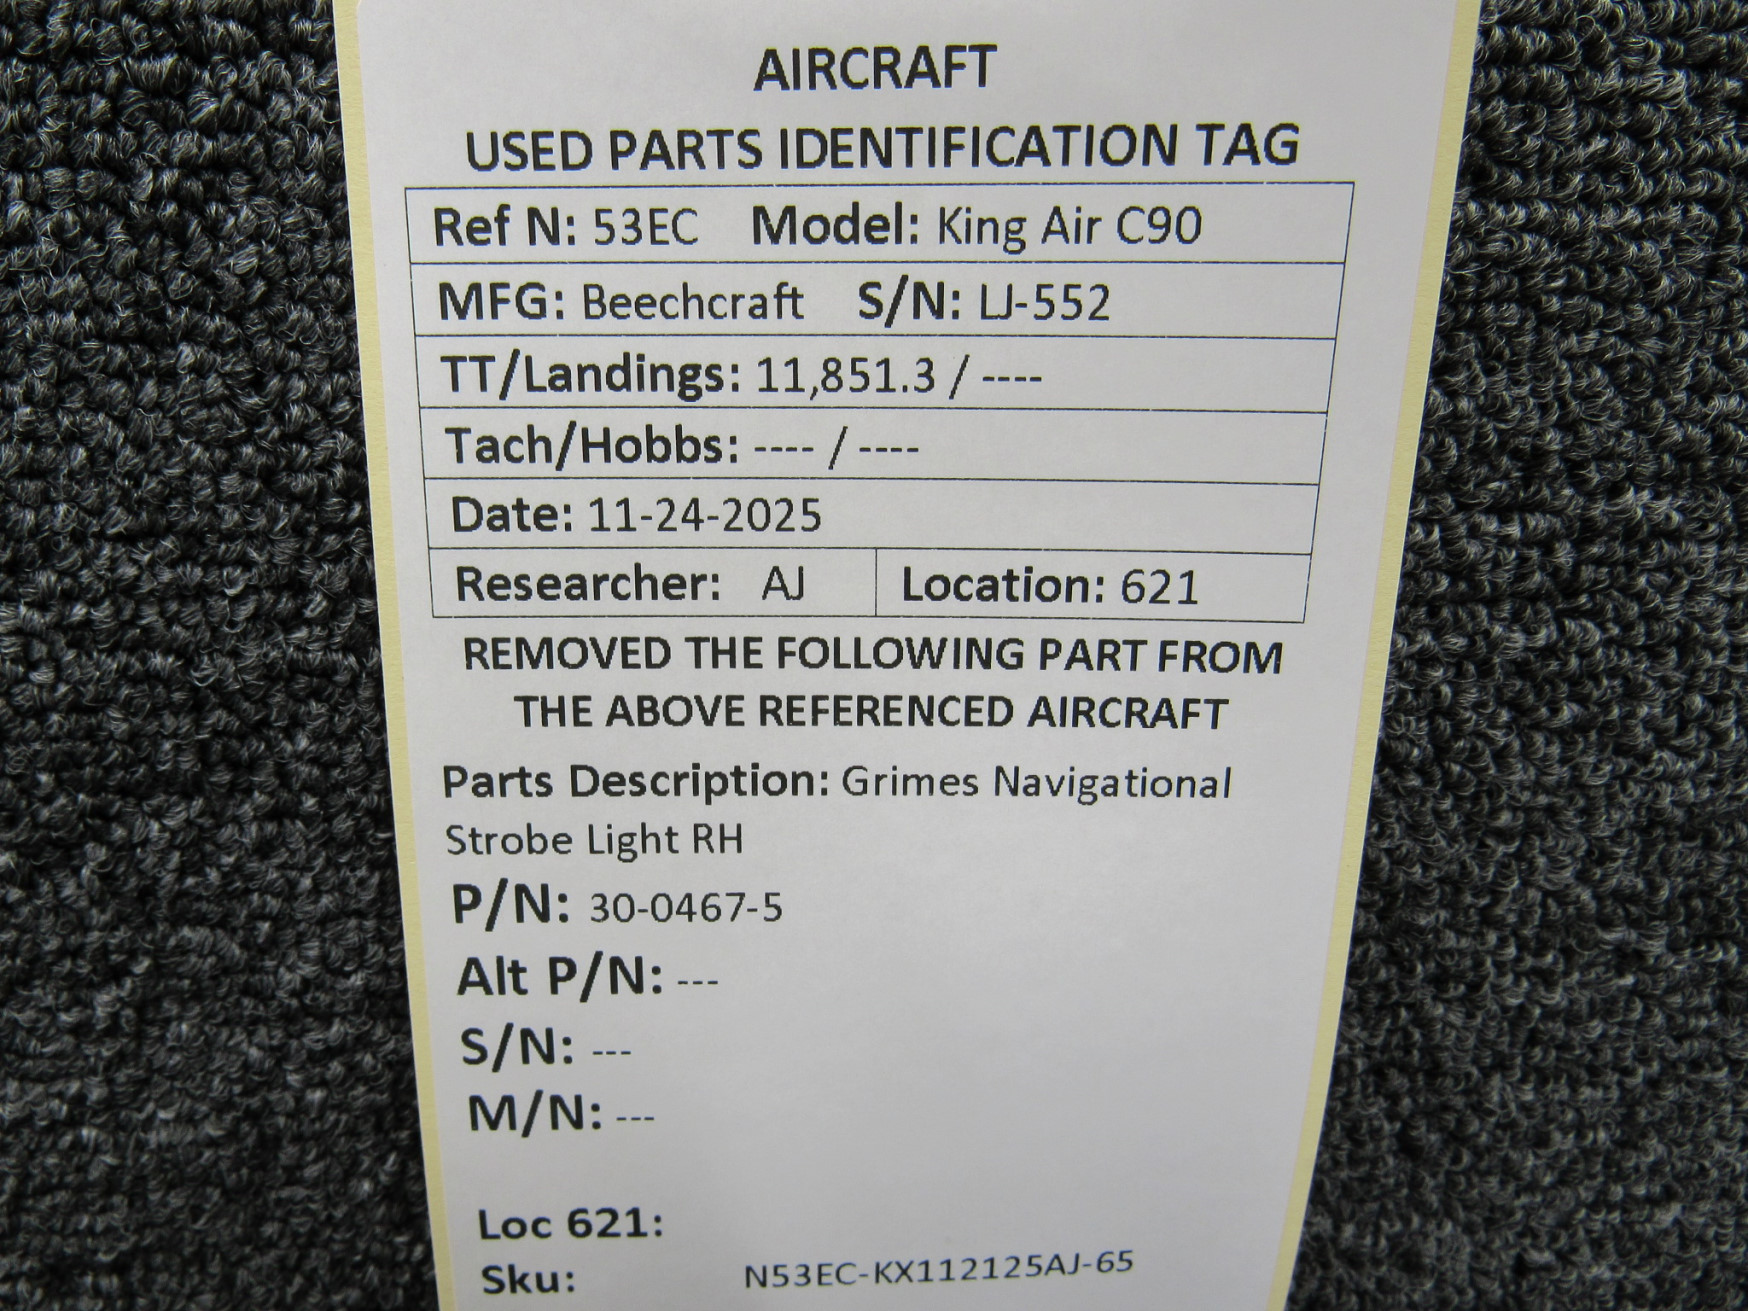 AIRCRAFT
USED PARTS IDENTIFICATION TAG
Ref N: 53EC Model: King Air C90
MFG: Beechcraft S/N: LJ-552
TT/Landings: 11,851.3 / ----
Tach/Hobbs: ---- / ----
Date: 11-24-2025
Researcher: AJ Location: 621
REMOVED THE FOLLOWING PART FROM
THE ABOVE REFERENCED AIRCRAFT
Parts Description: Grimes Navigational
Strobe Light RH
P/N: 30-0467-5
Alt P/N: ---
S/N: ---
M/N: ---
Loc 621:
Sku: N53EC-KX112125AJ-65